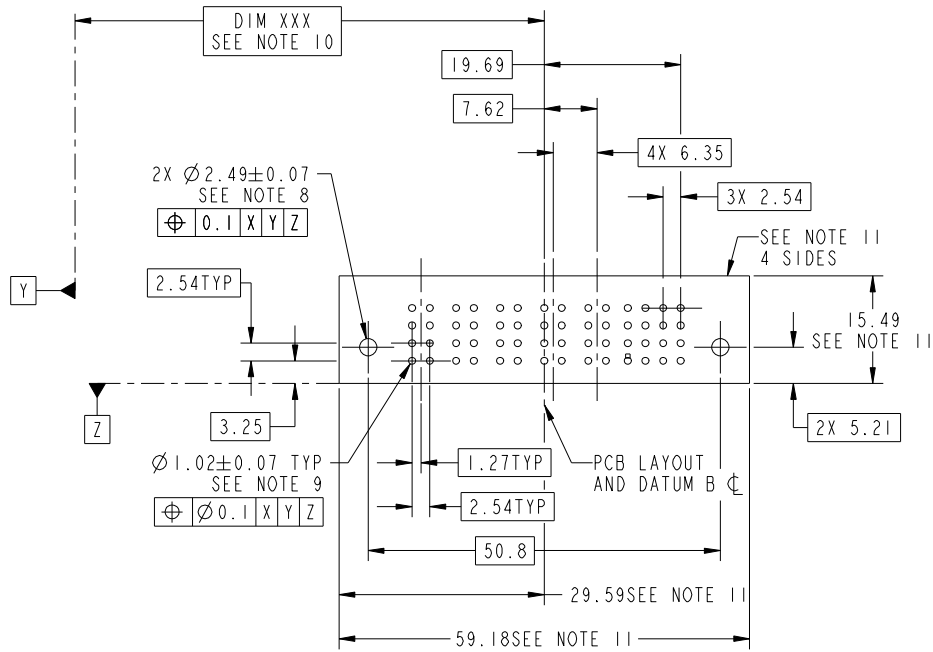 DIM XXX
SEE NOTE 10
19.69
7.62
4X 6.35
2X Ø2.49±0.07
SEE NOTE 8
⌖ 0.1 X Y Z
3X 2.54
SEE NOTE 11
4 SIDES
2.54TYP
Y
15.49
SEE NOTE 11
B
Z
3.25
2X 5.21
Ø1.02±0.07 TYP
SEE NOTE 9
⌖ Ø0.1 X Y Z
1.27TYP
PCB LAYOUT
AND DATUM B ℄
2.54TYP
50.8
29.59SEE NOTE 11
59.18SEE NOTE 11